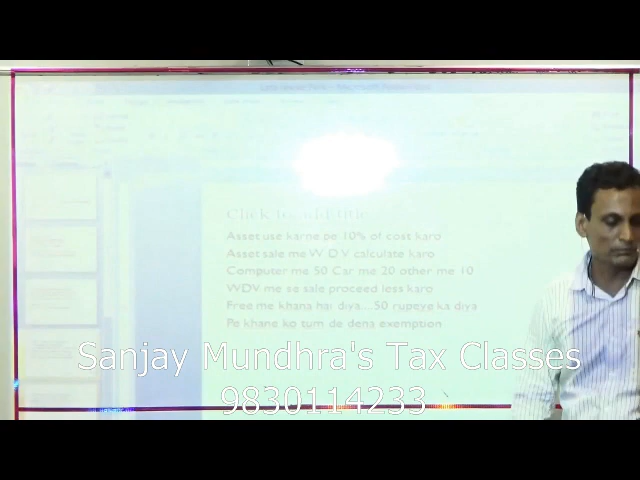 Click to add title
Asset use karne pe 10% of cost karo
Asset sale me W D V calculate karo
Computer me 50 Car me 20 other me 10
WDV me se sale proceed less karo
Free me khana hai diya...50 rupeye ka diya
Pe khane ko tum de dena exemption
Sanjay Mundhra's Tax Classes
9830114233